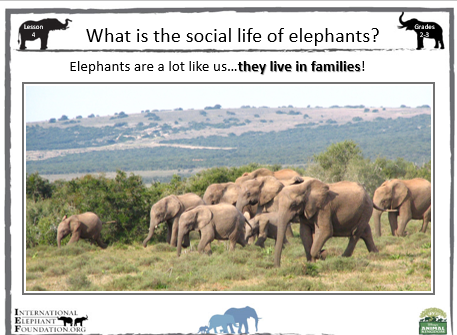 Lesson
4
What is the social life of elephants?
Grades
2-3
Elephants are a lot like us…they live in families!
INTERNATIONAL
ELEPHANT
FOUNDATION.ORG
ANIMAL